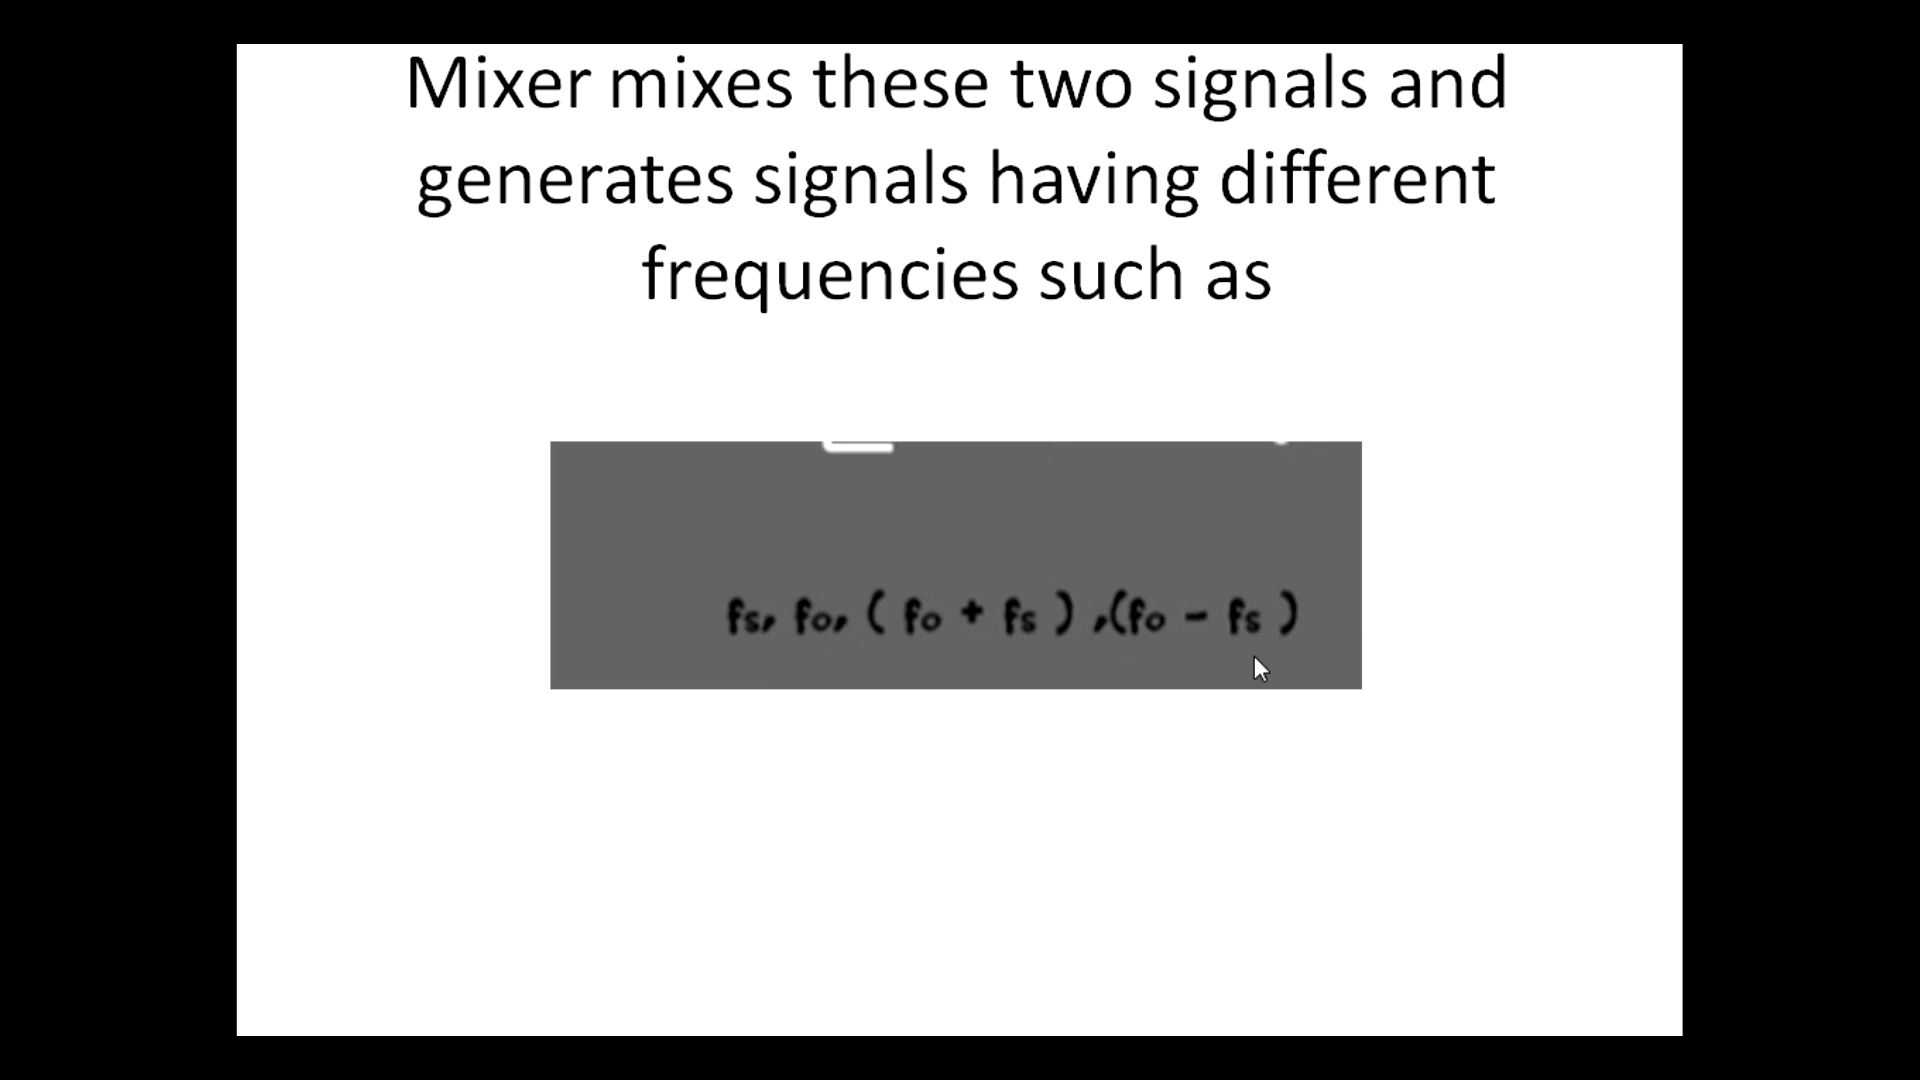 Mixer mixes these two signals and
generates signals having different
frequencies such as
fs, fo, ( fo + fs ) ,(fo - fs )